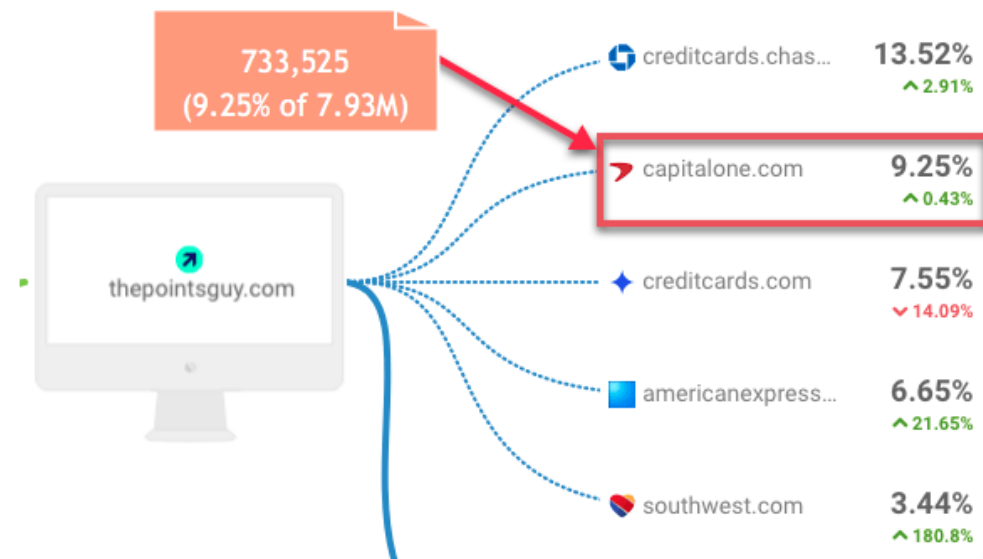 733,525
(9.25% of 7.93M)
thepointsguy.com
creditcards.chas... 13.52%
2.91%
capitalone.com 9.25%
0.43%
creditcards.com 7.55%
14.09%
americanexpress... 6.65%
21.65%
southwest.com 3.44%
180.8%